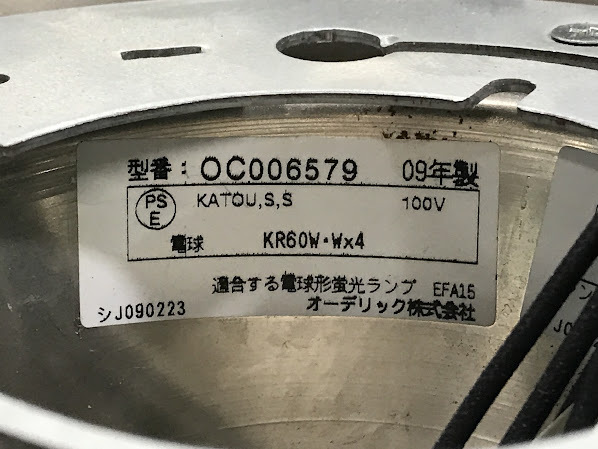 型番：OC006579 09年製
PS
E
KATOU,S,S 100V
電球 KR60W・W×4
適合する電球形蛍光ランプ EFA15
シJ090223 オーデリック株式会社